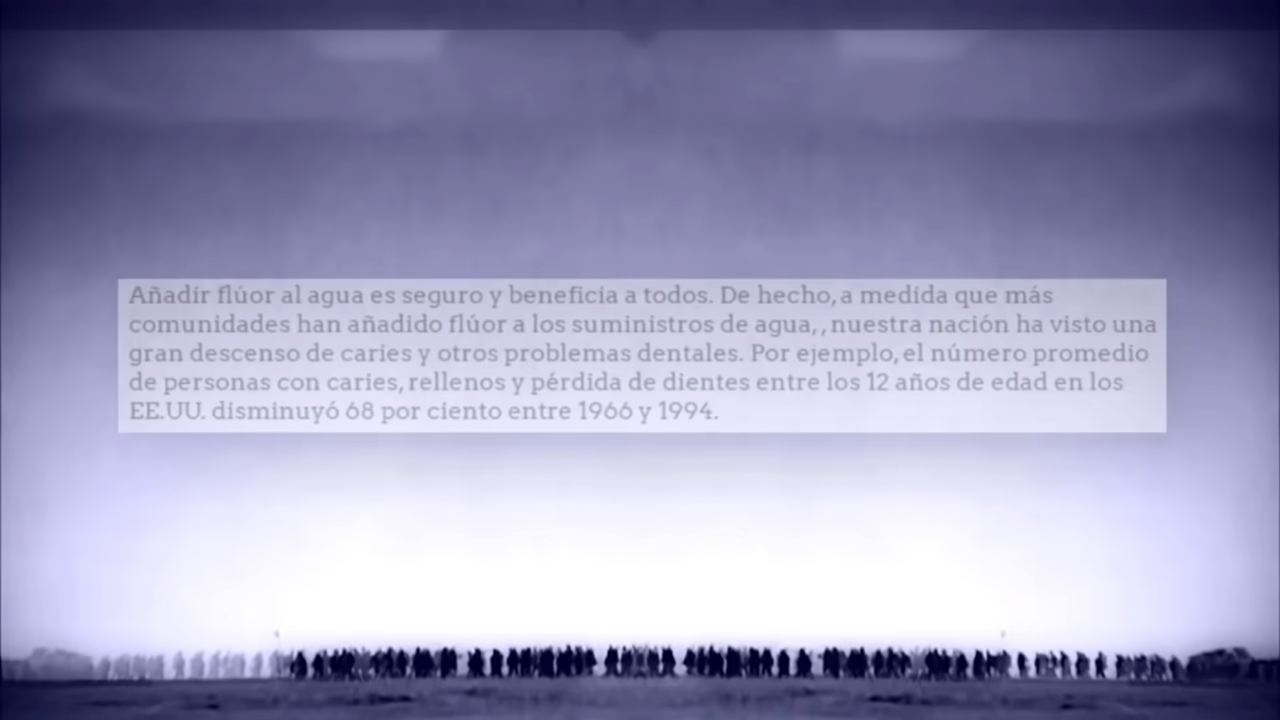 Añadir flúor al agua es seguro y beneficia a todos. De hecho, a medida que más
comunidades han añadido flúor a los suministros de agua, , nuestra nación ha visto una
gran descenso de caries y otros problemas dentales. Por ejemplo, el número promedio
de personas con caries, rellenos y pérdida de dientes entre los 12 años de edad en los
EE.UU. disminuyó 68 por ciento entre 1966 y 1994.